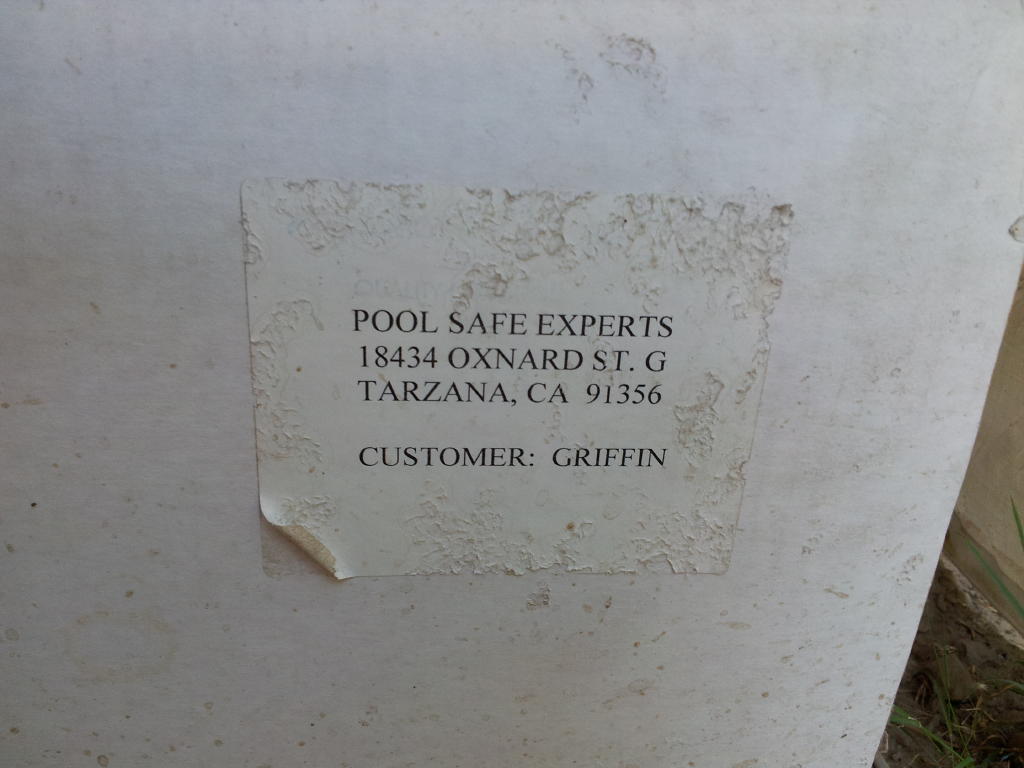 POOL SAFE EXPERTS
18434 OXNARD ST. G
TARZANA, CA 91356
CUSTOMER: GRIFFIN